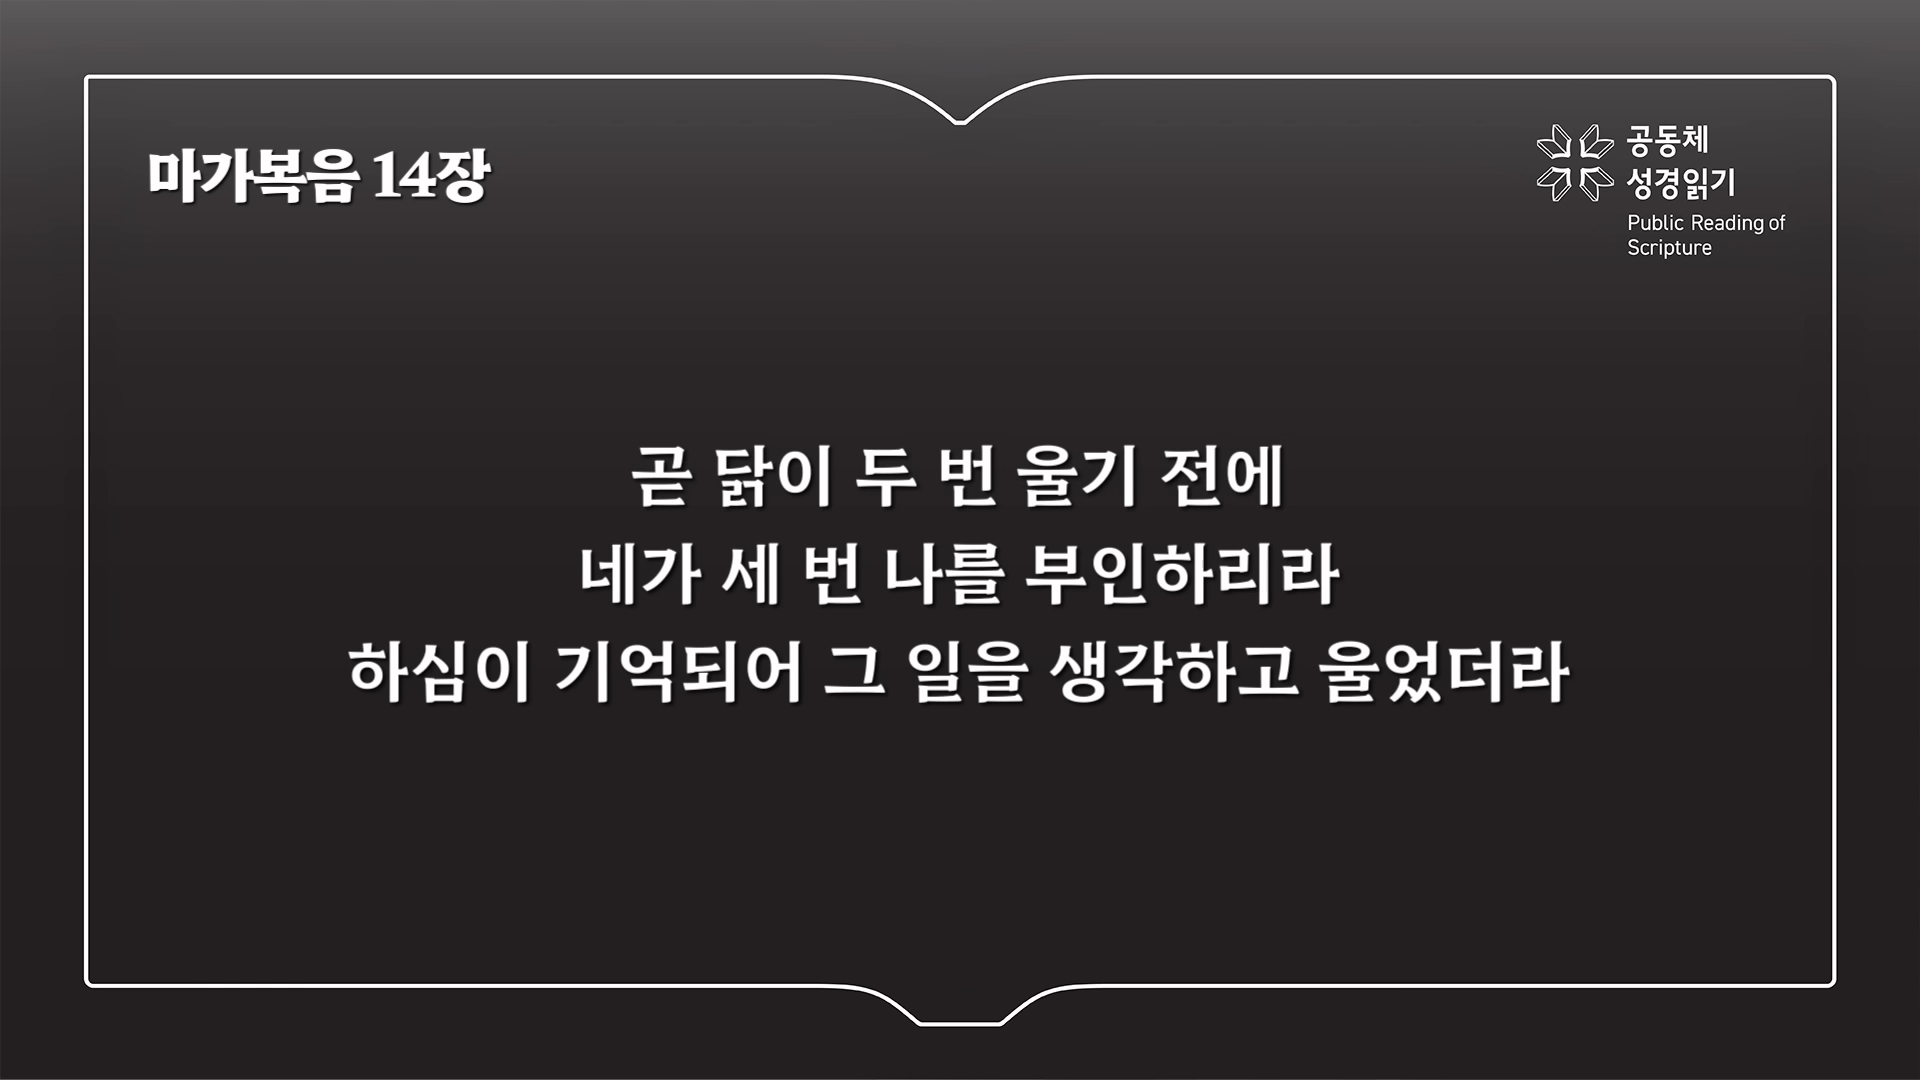 마가복음 14장
공동체
성경읽기
Public Reading of
Scripture
곧 닭이 두 번 울기 전에
네가 세 번 나를 부인하리라
하심이 기억되어 그 일을 생각하고 울었더라